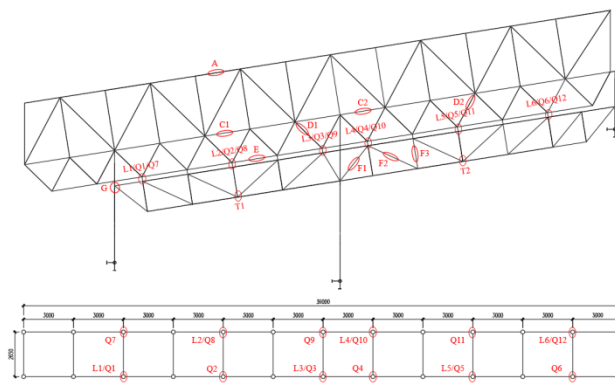 A
C2
D2
L6/Q6/Q12
C1
D1
L5/Q5/Q11
L4/Q4/Q10
L3/Q3/Q9
L2/Q2/Q8
E
L1/Q1/Q7
F1
F2
F3
G
T1
T2
3000 3000 3000 3000 3000 3000 3000 3000 3000 3000 3000 3000
Q7 L2/Q8 Q9 L4/Q10 Q11 L6/Q12
L1/Q1 Q2 L3/Q3 Q4 L5/Q5 Q6